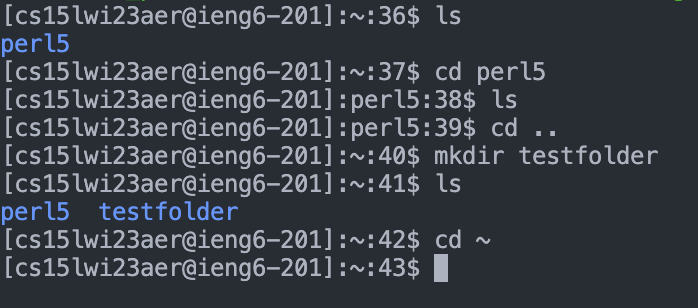 [cs15lwi23aer@ieng6-201]:~:36$ ls
perl5
[cs15lwi23aer@ieng6-201]:~:37$ cd perl5
[cs15lwi23aer@ieng6-201]:perl5:38$ ls
[cs15lwi23aer@ieng6-201]:perl5:39$ cd ..
[cs15lwi23aer@ieng6-201]:~:40$ mkdir testfolder
[cs15lwi23aer@ieng6-201]:~:41$ ls
perl5  testfolder
[cs15lwi23aer@ieng6-201]:~:42$ cd ~
[cs15lwi23aer@ieng6-201]:~:43$